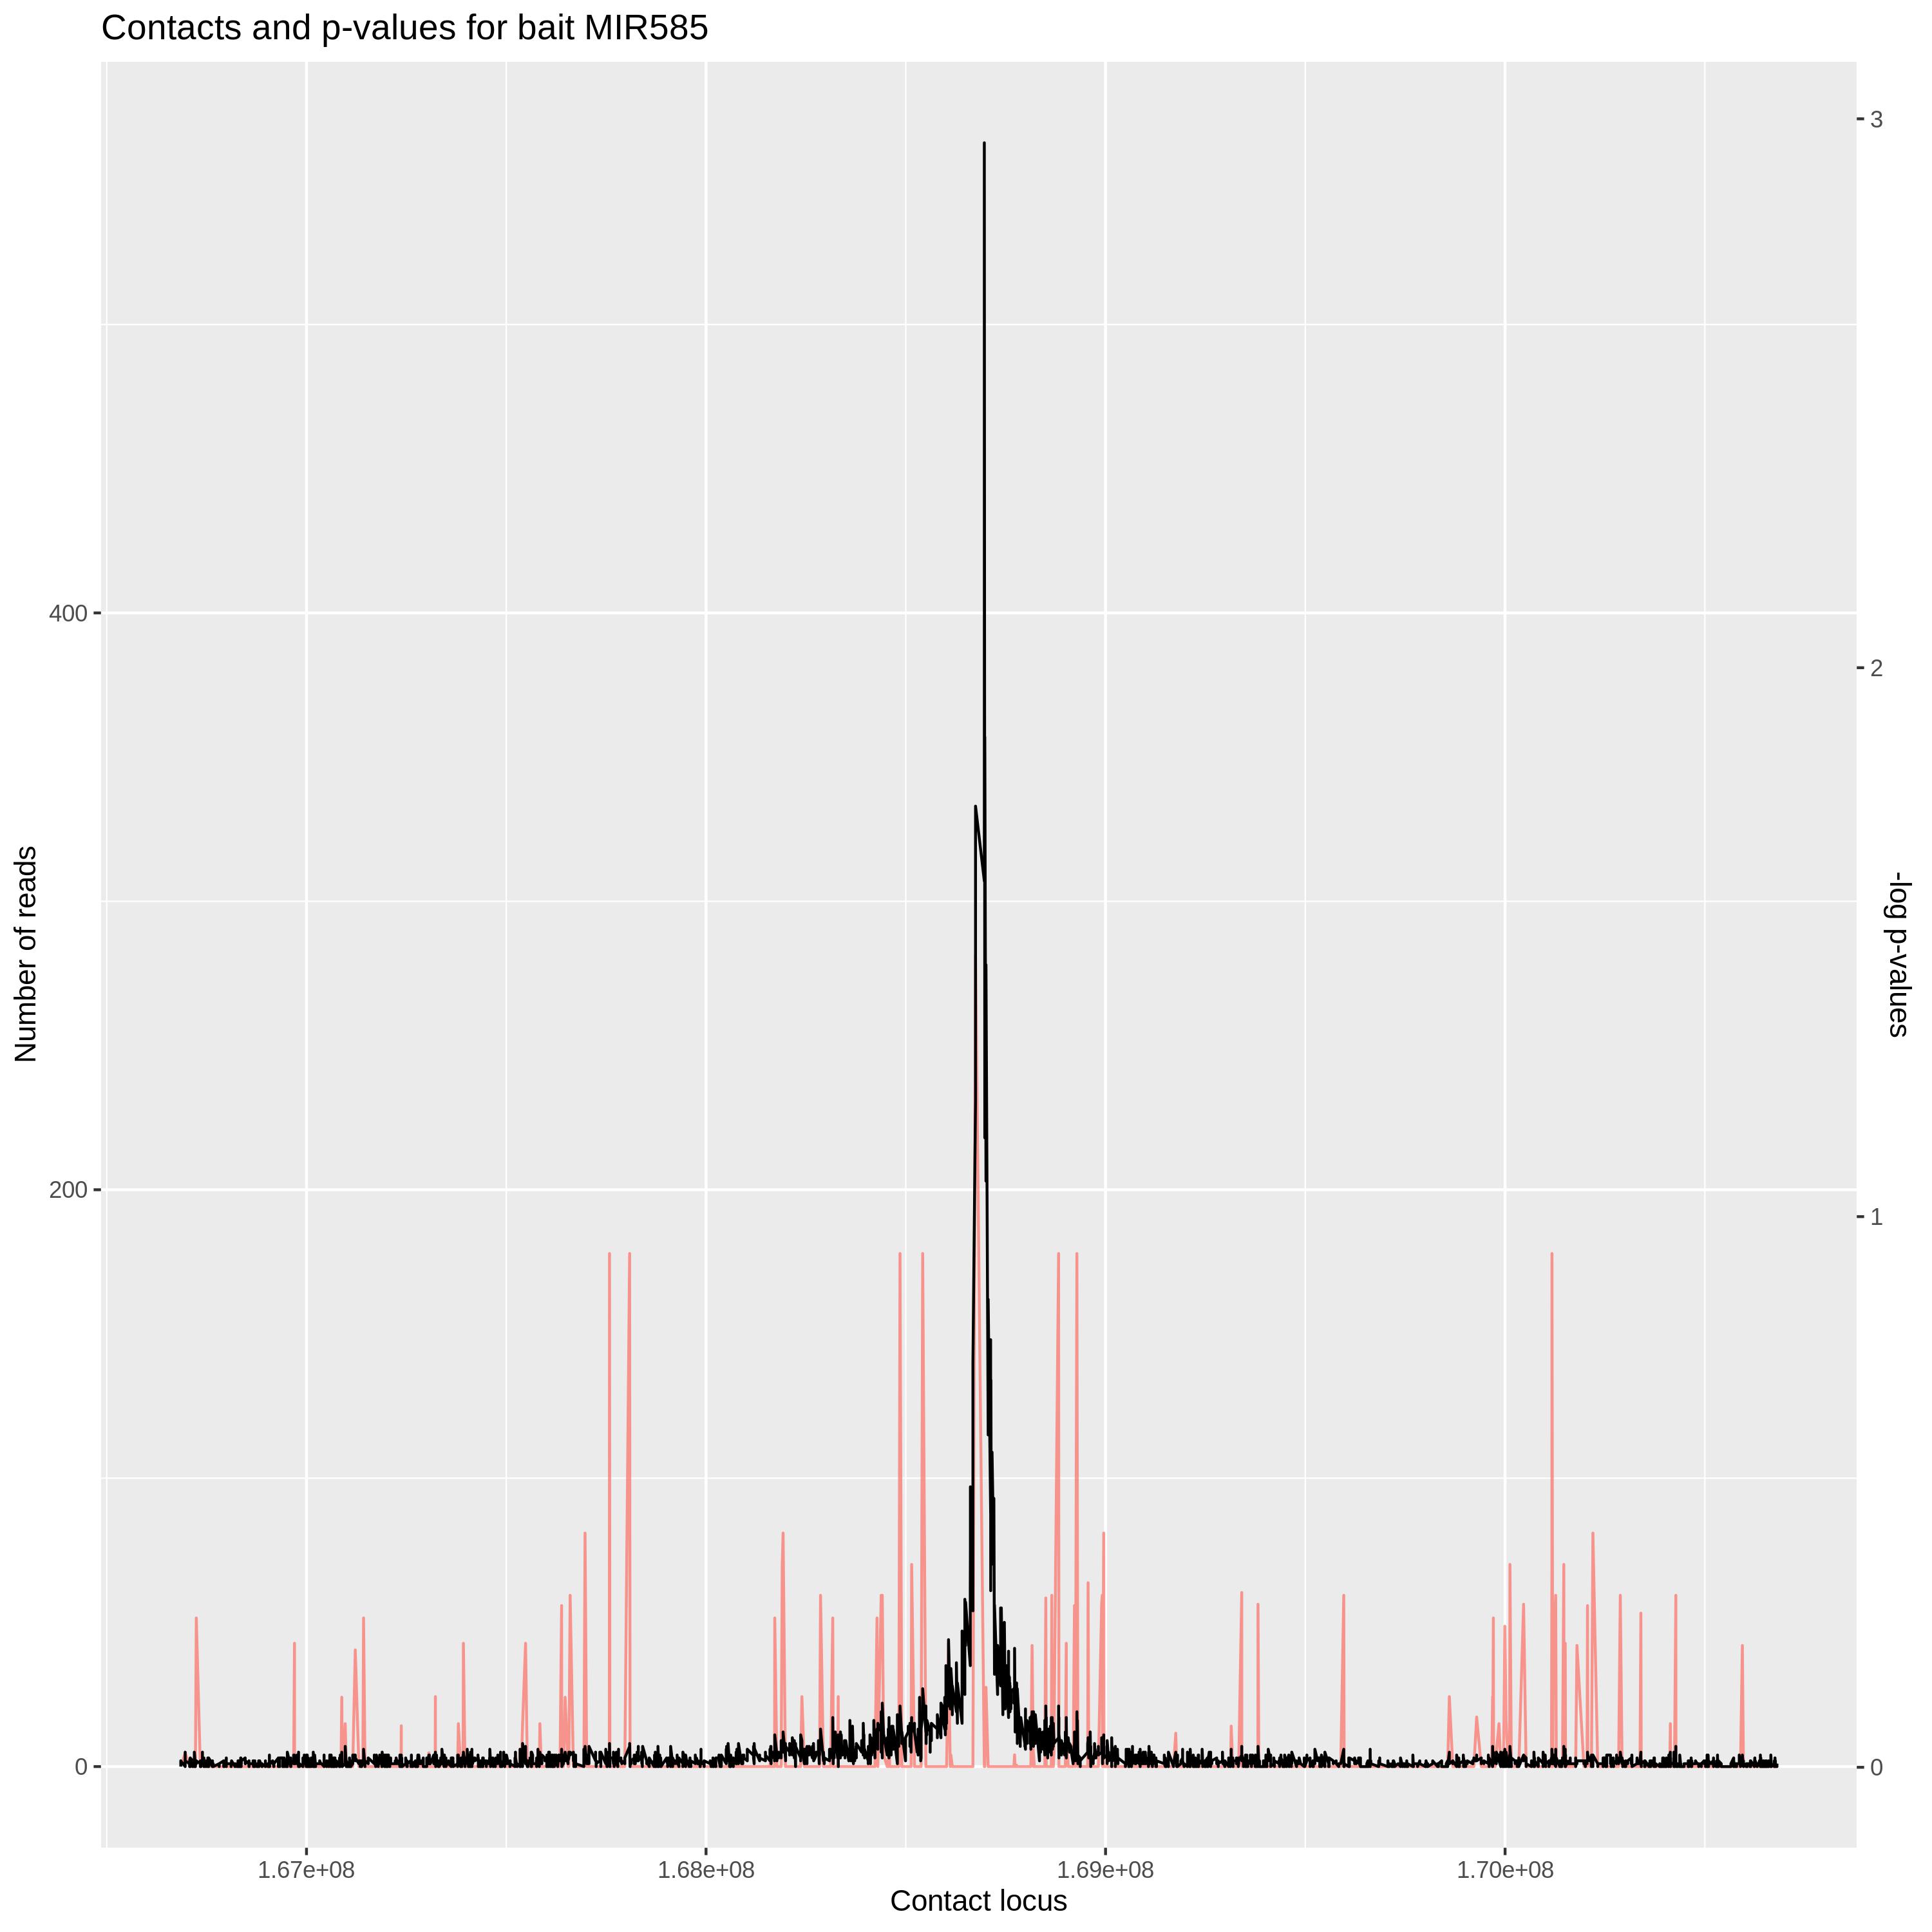 Contacts and p-values for bait MIR585
3
400
2
Number of reads
-log p-values
200
1
0
0
1.67e+08 1.68e+08 1.69e+08 1.70e+08
Contact locus